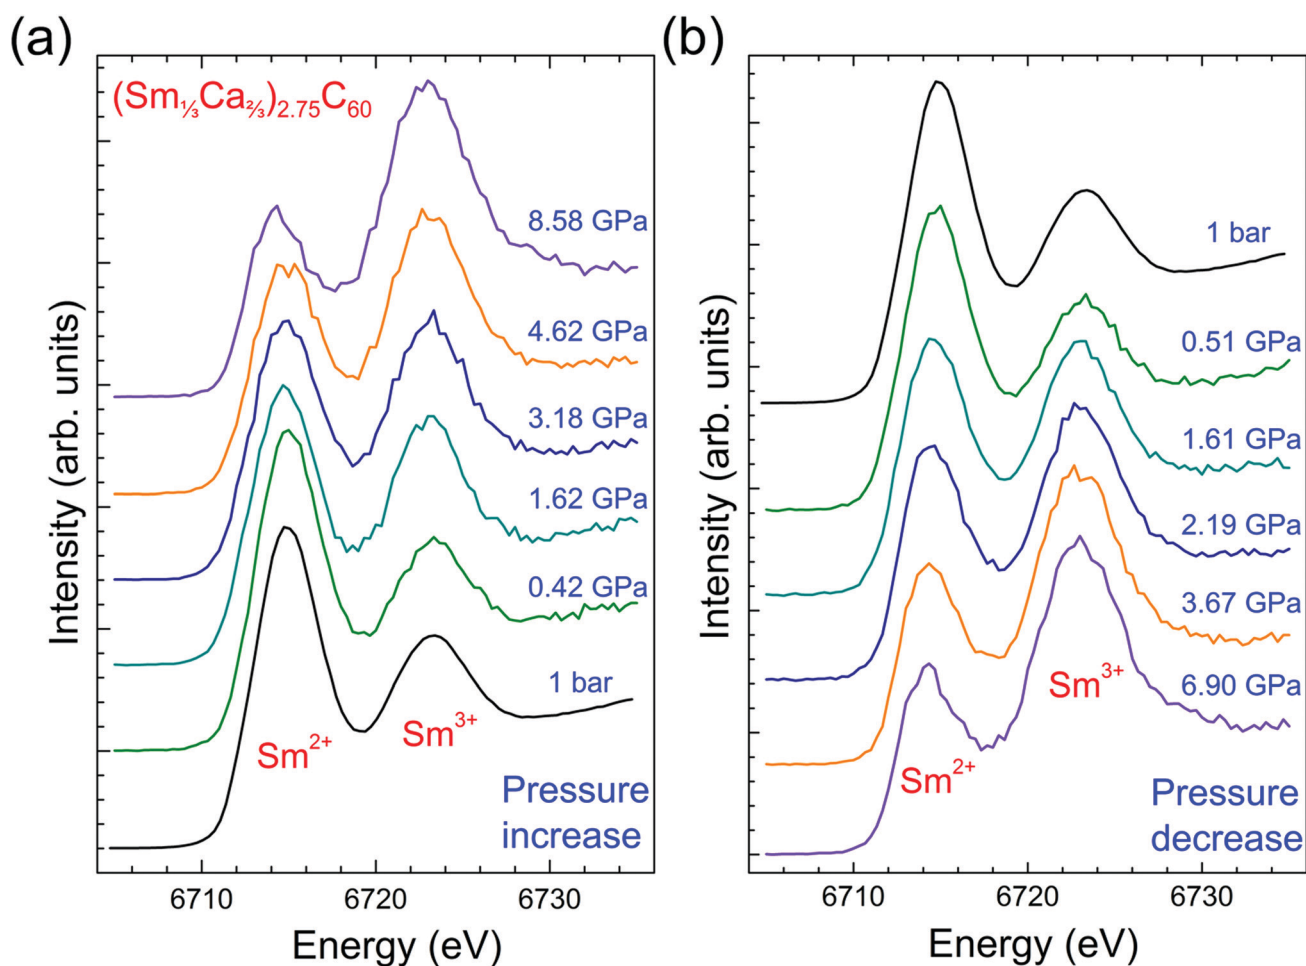 (a)
(Sm⅓Ca⅔)₂.₇₅C₆₀
8.58 GPa
4.62 GPa
3.18 GPa
1.62 GPa
0.42 GPa
1 bar
Sm²⁺
Sm³⁺
Pressure
increase
6710
6720
6730
Energy (eV)
Intensity (arb. units)
(b)
1 bar
0.51 GPa
1.61 GPa
2.19 GPa
3.67 GPa
6.90 GPa
Sm³⁺
Sm²⁺
Pressure
decrease
6710
6720
6730
Energy (eV)
Intensity (arb. units)